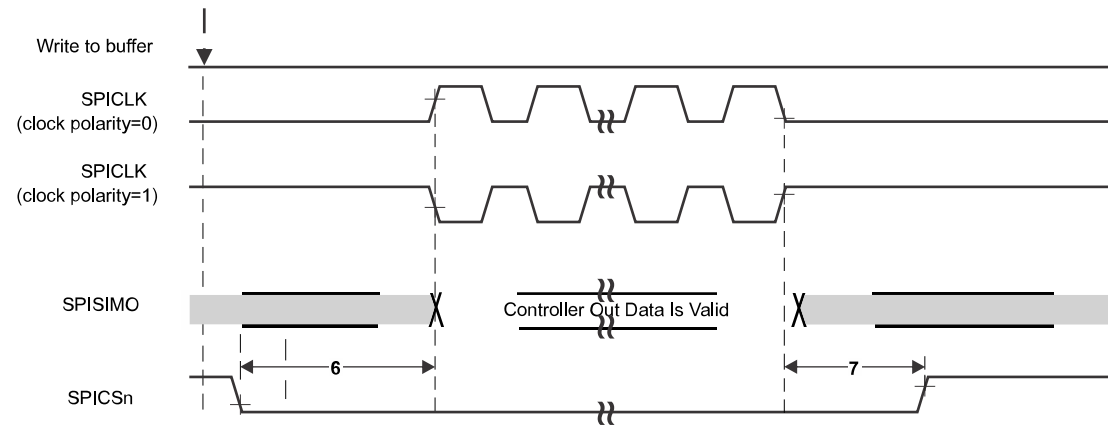 Write to buffer
SPICLK
(clock polarity=0)
SPICLK
(clock polarity=1)
SPISIMO
Controller Out Data Is Valid
6
7
SPICSn